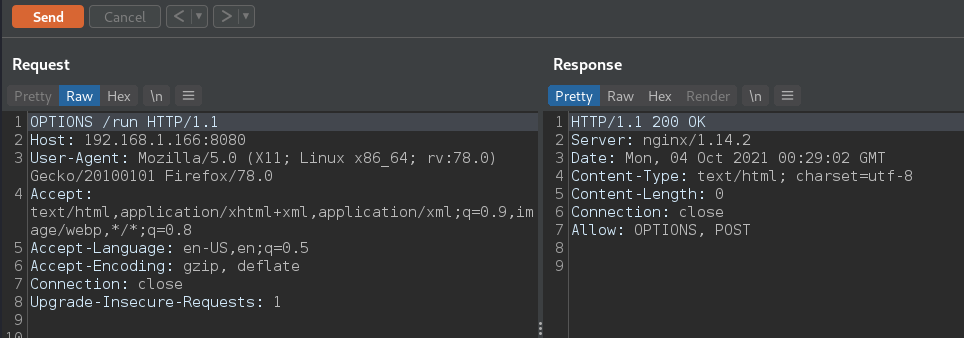 Send Cancel < ▾ > ▾
Request
Pretty Raw Hex \n ≡
1 OPTIONS /run HTTP/1.1
2 Host: 192.168.1.166:8080
3 User-Agent: Mozilla/5.0 (X11; Linux x86_64; rv:78.0)
Gecko/20100101 Firefox/78.0
4 Accept:
text/html,application/xhtml+xml,application/xml;q=0.9,im
age/webp,*/*;q=0.8
5 Accept-Language: en-US,en;q=0.5
6 Accept-Encoding: gzip, deflate
7 Connection: close
8 Upgrade-Insecure-Requests: 1
9
10
Response
Pretty Raw Hex Render \n ≡
1 HTTP/1.1 200 OK
2 Server: nginx/1.14.2
3 Date: Mon, 04 Oct 2021 00:29:02 GMT
4 Content-Type: text/html; charset=utf-8
5 Content-Length: 0
6 Connection: close
7 Allow: OPTIONS, POST
8
9